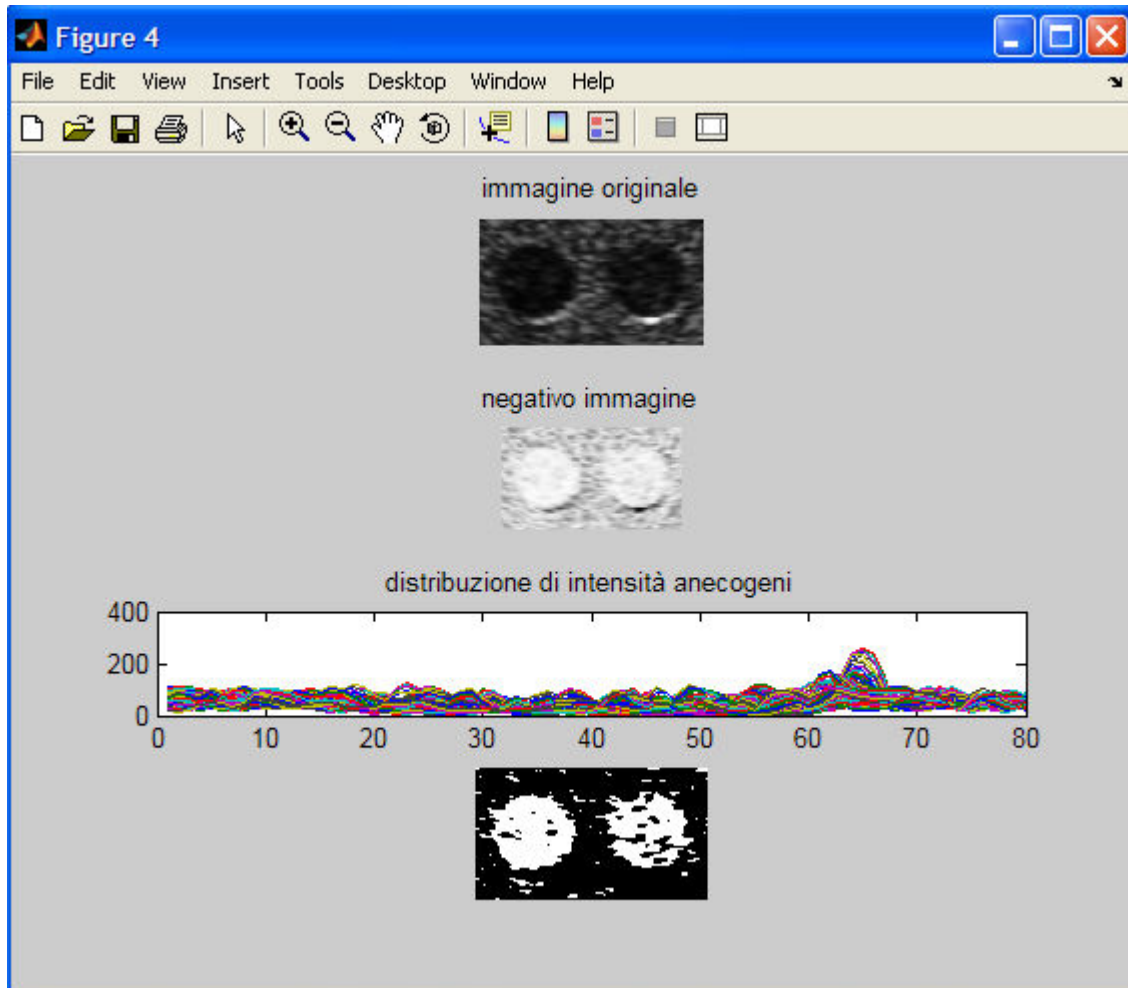 Figure 4
File Edit View Insert Tools Desktop Window Help
immagine originale
negativo immagine
distribuzione di intensità anecogeni
400
200
0
0 10 20 30 40 50 60 70 80